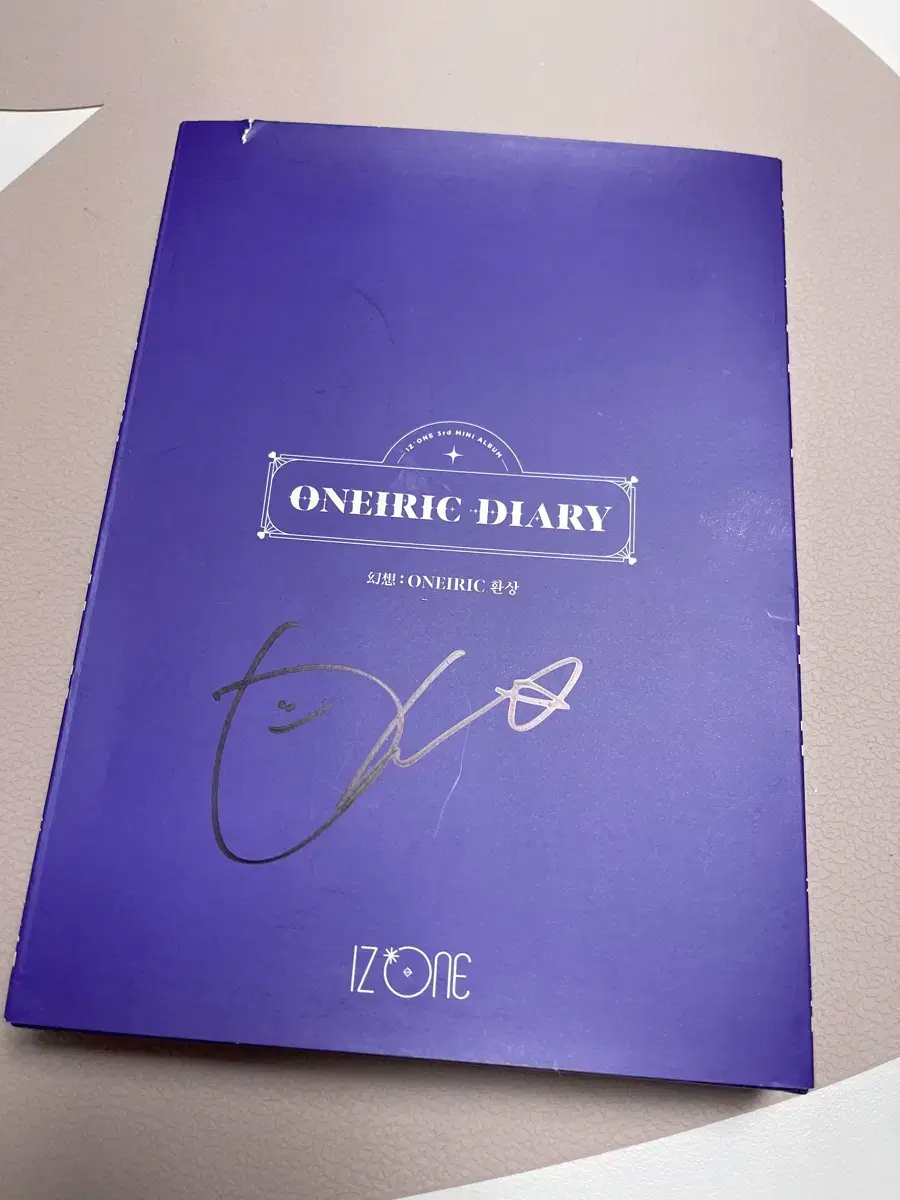 IZ*ONE 3rd MINI ALBUM
ONEIRIC DIARY
幻想 : ONEIRIC 환상
IZ*ONE